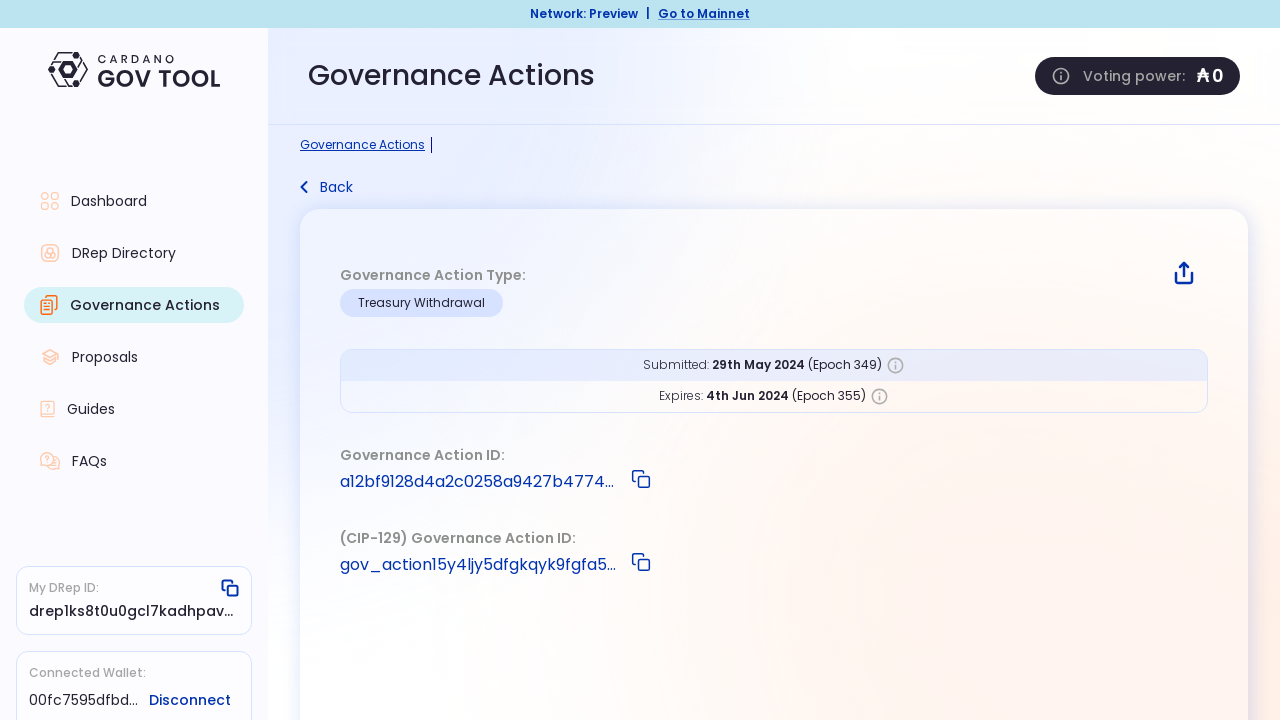 Network: Preview | Go to Mainnet
CARDANO
GOV TOOL
Governance Actions
Voting power: ₳0
Governance Actions
Back
Dashboard
DRep Directory
Governance Actions
Proposals
Guides
FAQs
My DRep ID:
drep1ks8t0u0gcl7kadhpav...
Connected Wallet:
00fc7595dfbd... Disconnect
Governance Action Type:
Treasury Withdrawal
Submitted: 29th May 2024 (Epoch 349)
Expires: 4th Jun 2024 (Epoch 355)
Governance Action ID:
a12bf9128d4a2c0258a9427b4774...
(CIP-129) Governance Action ID:
gov_action15y4ljy5dfgkqyk9fgfa5...